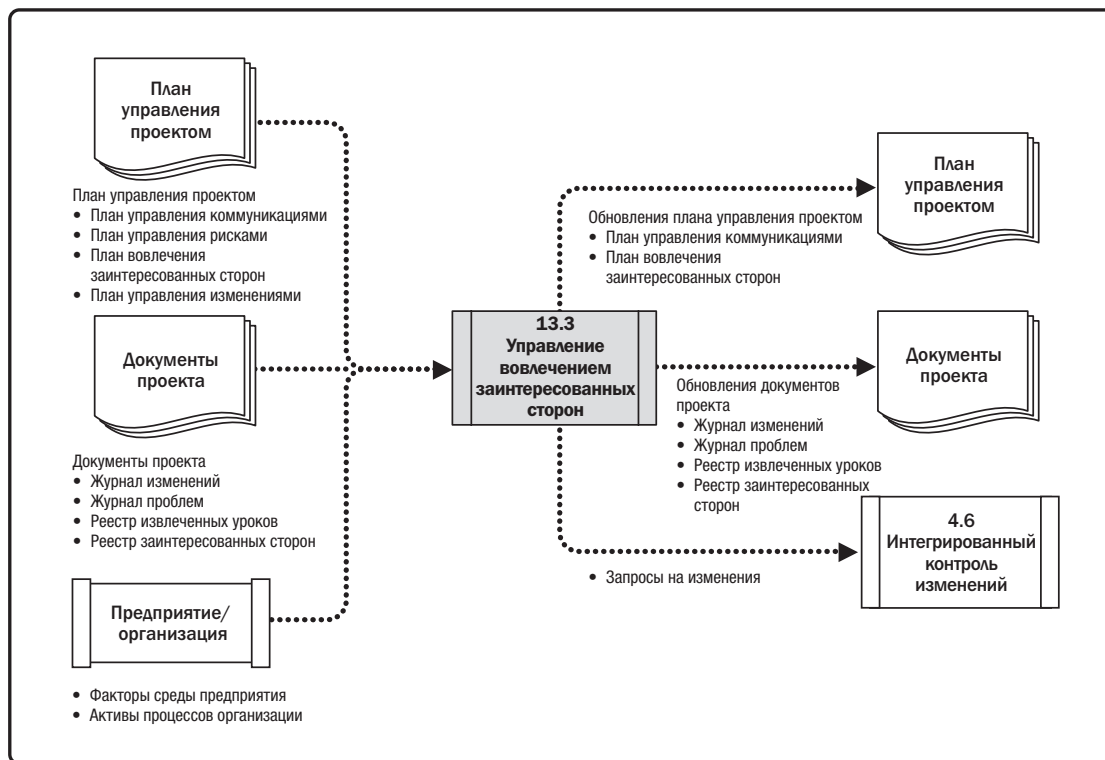 План
управления
проектом
План управления проектом
• План управления коммуникациями
• План управления рисками
• План вовлечения
заинтересованных сторон
• План управления изменениями
Документы
проекта
Документы проекта
• Журнал изменений
• Журнал проблем
• Реестр извлеченных уроков
• Реестр заинтересованных сторон
Предприятие/
организация
• Факторы среды предприятия
• Активы процессов организации
13.3
Управление
вовлечением
заинтересованных
сторон
Обновления плана управления проектом
• План управления коммуникациями
• План вовлечения
заинтересованных сторон
План
управления
проектом
Обновления документов
проекта
• Журнал изменений
• Журнал проблем
• Реестр извлеченных уроков
• Реестр заинтересованных
сторон
Документы
проекта
• Запросы на изменения
4.6
Интегрированный
контроль
изменений